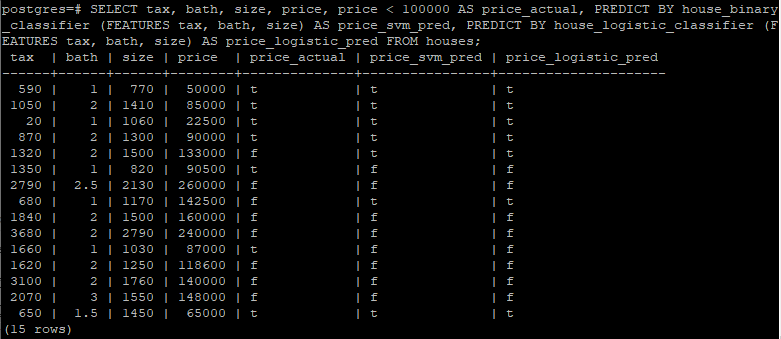 postgres=# SELECT tax, bath, size, price, price < 100000 AS price_actual, PREDICT BY house_binary
_classifier (FEATURES tax, bath, size) AS price_svm_pred, PREDICT BY house_logistic_classifier (F
EATURES tax, bath, size) AS price_logistic_pred FROM houses;
 tax  | bath | size | price  | price_actual | price_svm_pred | price_logistic_pred
------+------+------+--------+--------------+----------------+---------------------
  590 |    1 |  770 |  50000 | t            | t              | t
 1050 |    2 | 1410 |  85000 | t            | t              | t
   20 |    1 | 1060 |  22500 | t            | t              | t
  870 |    2 | 1300 |  90000 | t            | t              | t
 1320 |    2 | 1500 | 133000 | f            | t              | t
 1350 |    1 |  820 |  90500 | t            | f              | f
 2790 |  2.5 | 2130 | 260000 | f            | f              | f
  680 |    1 | 1170 | 142500 | f            | t              | t
 1840 |    2 | 1500 | 160000 | f            | f              | f
 3680 |    2 | 2790 | 240000 | f            | f              | f
 1660 |    1 | 1030 |  87000 | t            | f              | f
 1620 |    2 | 1250 | 118600 | f            | f              | f
 3100 |    2 | 1760 | 140000 | f            | f              | f
 2070 |    3 | 1550 | 148000 | f            | f              | f
  650 |  1.5 | 1450 |  65000 | t            | t              | t
(15 rows)